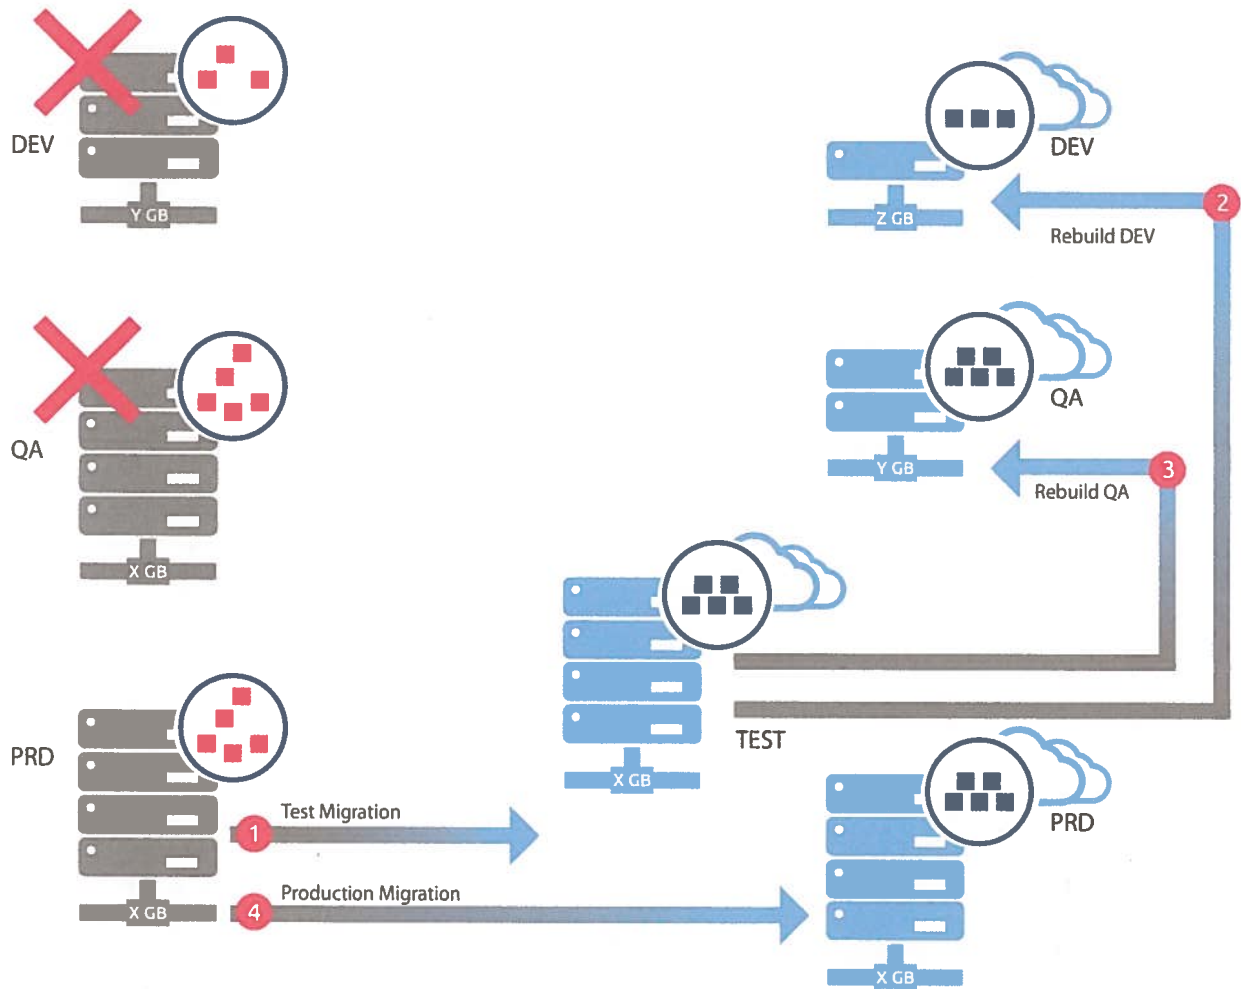 DEV
Y GB
DEV
Z GB
2
Rebuild DEV
QA
X GB
QA
Y GB
3
Rebuild QA
TEST
X GB
PRD
X GB
1
Test Migration
4
Production Migration
PRD
X GB